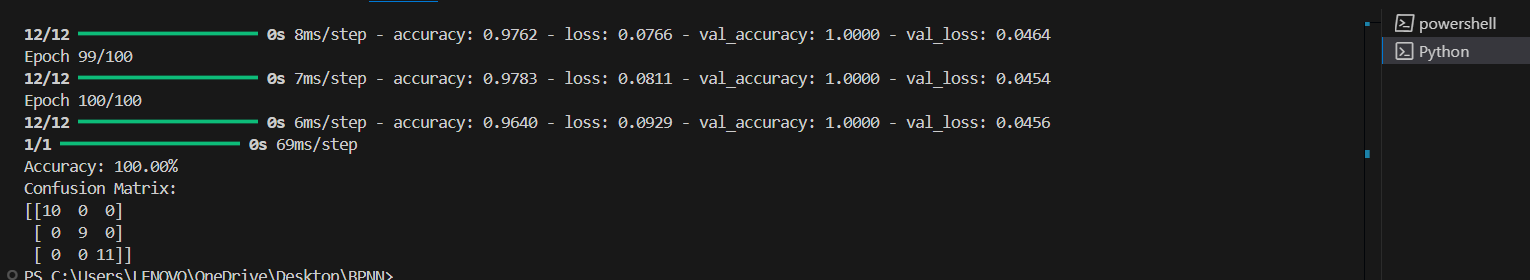 12/12 ━━━━━━━━━━━━━━━━━━━━ 0s 8ms/step - accuracy: 0.9762 - loss: 0.0766 - val_accuracy: 1.0000 - val_loss: 0.0464
Epoch 99/100
12/12 ━━━━━━━━━━━━━━━━━━━━ 0s 7ms/step - accuracy: 0.9783 - loss: 0.0811 - val_accuracy: 1.0000 - val_loss: 0.0454
Epoch 100/100
12/12 ━━━━━━━━━━━━━━━━━━━━ 0s 6ms/step - accuracy: 0.9640 - loss: 0.0929 - val_accuracy: 1.0000 - val_loss: 0.0456
1/1 ━━━━━━━━━━━━━━━━━━━━ 0s 69ms/step
Accuracy: 100.00%
Confusion Matrix:
[[10  0  0]
 [ 0  9  0]
 [ 0  0 11]]
PS C:\Users\LENOVO\OneDrive\Desktop\BPNN>
powershell
Python